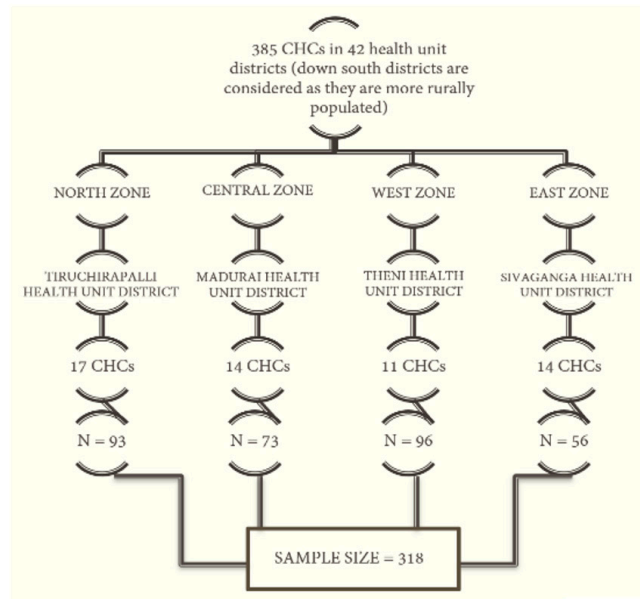 385 CHCs in 42 health unit
districts (down south districts are
considered as they are more rurally
populated)
NORTH ZONE
CENTRAL ZONE
WEST ZONE
EAST ZONE
TIRUCHIRAPALLI
HEALTH UNIT DISTRICT
MADURAI HEALTH
UNIT DISTRICT
THENI HEALTH
UNIT DISTRICT
SIVAGANGA HEALTH
UNIT DISTRICT
17 CHCs
14 CHCs
11 CHCs
14 CHCs
N = 93
N = 73
N = 96
N = 56
SAMPLE SIZE = 318